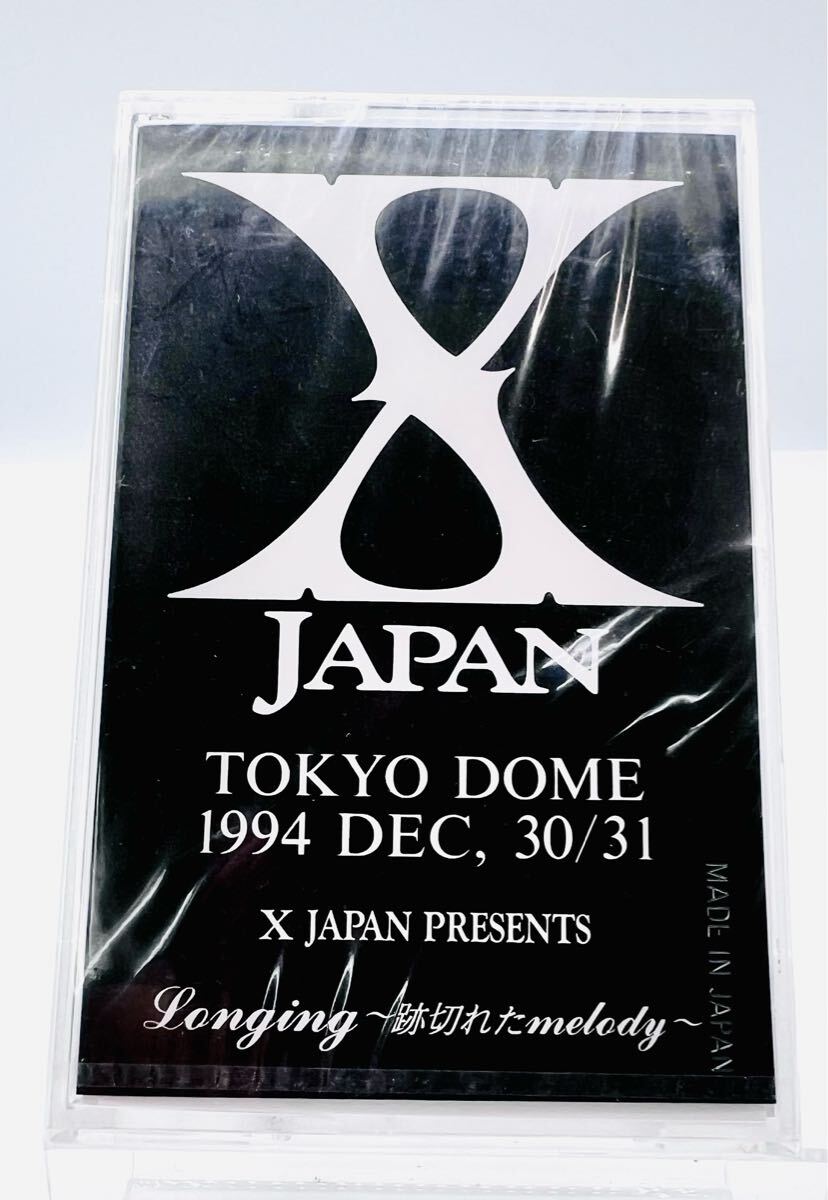 X
JAPAN
TOKYO DOME
1994 DEC, 30/31
X JAPAN PRESENTS
Longing〜跡切れたmelody〜
MADE IN JAPAN